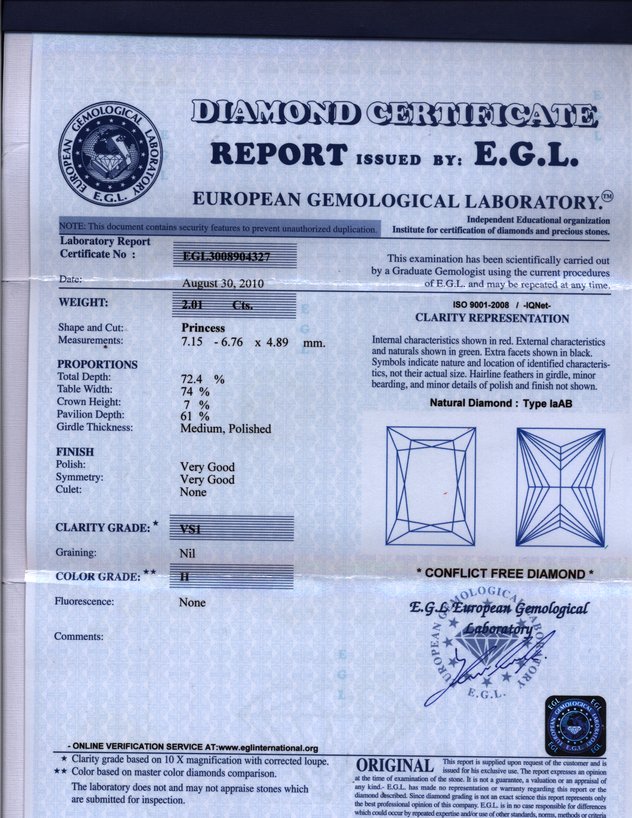 EUROPEAN GEMOLOGICAL LABORATORY
E.G.L.
DIAMOND CERTIFICATE
REPORT ISSUED BY: E.G.L.
EUROPEAN GEMOLOGICAL LABORATORY.™
Independent Educational organization
Institute for certification of diamonds and precious stones.
NOTE: This document contains security features to prevent unauthorized duplication.
Laboratory Report
Certificate No : EGL3008904327
Date: August 30, 2010
This examination has been scientifically carried out
by a Graduate Gemologist using the current procedures
of E.G.L. and may be repeated at any time.
WEIGHT: 2.01 Cts.
Shape and Cut: Princess
Measurements: 7.15 - 6.76 x 4.89 mm.
PROPORTIONS
Total Depth: 72.4 %
Table Width: 74 %
Crown Height: 7 %
Pavilion Depth: 61 %
Girdle Thickness: Medium, Polished
FINISH
Polish: Very Good
Symmetry: Very Good
Culet: None
CLARITY GRADE: * VS1
Graining: Nil
COLOR GRADE: ** H
Fluorescence: None
Comments:
ISO 9001-2008 / -IQNet-
CLARITY REPRESENTATION
Internal characteristics shown in red. External characteristics
and naturals shown in green. Extra facets shown in black.
Symbols indicate nature and location of identified characteris-
tics, not their actual size. Hairline feathers in girdle, minor
bearding, and minor details of polish and finish not shown.
Natural Diamond : Type IaAB
* CONFLICT FREE DIAMOND *
E.G.L European Gemological
Laboratory
EUROPEAN GEMOLOGICAL LABORATORY
E.G.L.
EGL EGL
EUROPEAN GEMOLOGICAL LABORATORY
E.G.L.
EGL EGL
- ONLINE VERIFICATION SERVICE AT:www.eglinternational.org
★ Clarity grade based on 10 X magnification with corrected loupe.
★★ Color based on master color diamonds comparison.
The laboratory does not and may not appraise stones which
are submitted for inspection.
ORIGINAL This report is supplied upon request of the customer and is
issued for his exclusive use. The report expresses an opinion
at the time of examination of the stone. It is not a guarantee, a valuation or an appraisal of
any kind.- E.G.L. has made no representation or warranty regarding this report or the
diamond described. Since diamond grading is not an exact science this report represents only
the best professional opinion of this company. E.G.L. is in no case responsible for differences
which could occur by repeated expertise and/or use of other standards, norms, methods or criteria